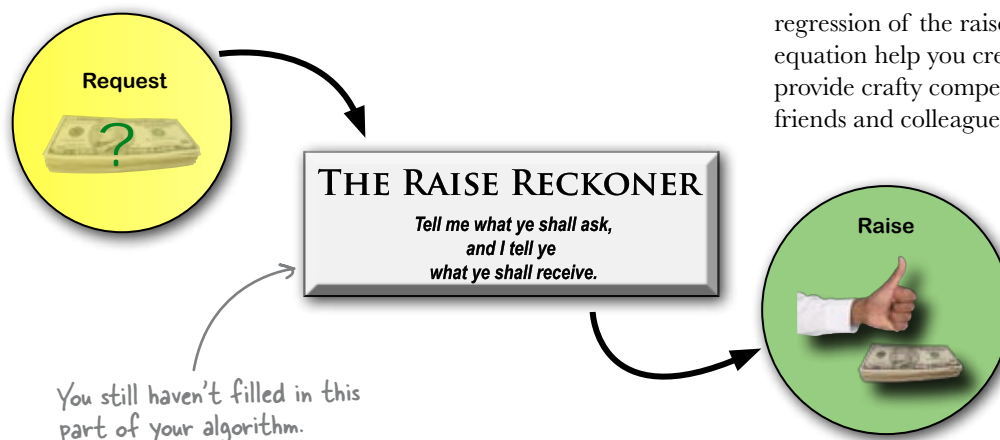 regression of the raise
equation help you cre
provide crafty compe
friends and colleague
Request
?
THE RAISE RECKONER
Tell me what ye shall ask,
and I tell ye
what ye shall receive.
Raise
You still haven't filled in this
part of your algorithm.